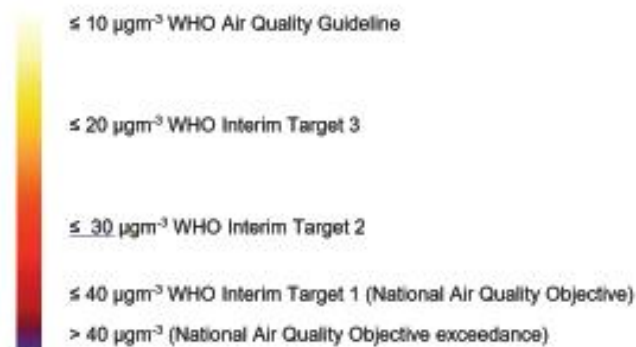 ≤ 10 µgm⁻³ WHO Air Quality Guideline
≤ 20 µgm⁻³ WHO Interim Target 3
≤ 30 µgm⁻³ WHO Interim Target 2
≤ 40 µgm⁻³ WHO Interim Target 1 (National Air Quality Objective)
> 40 µgm⁻³ (National Air Quality Objective exceedance)